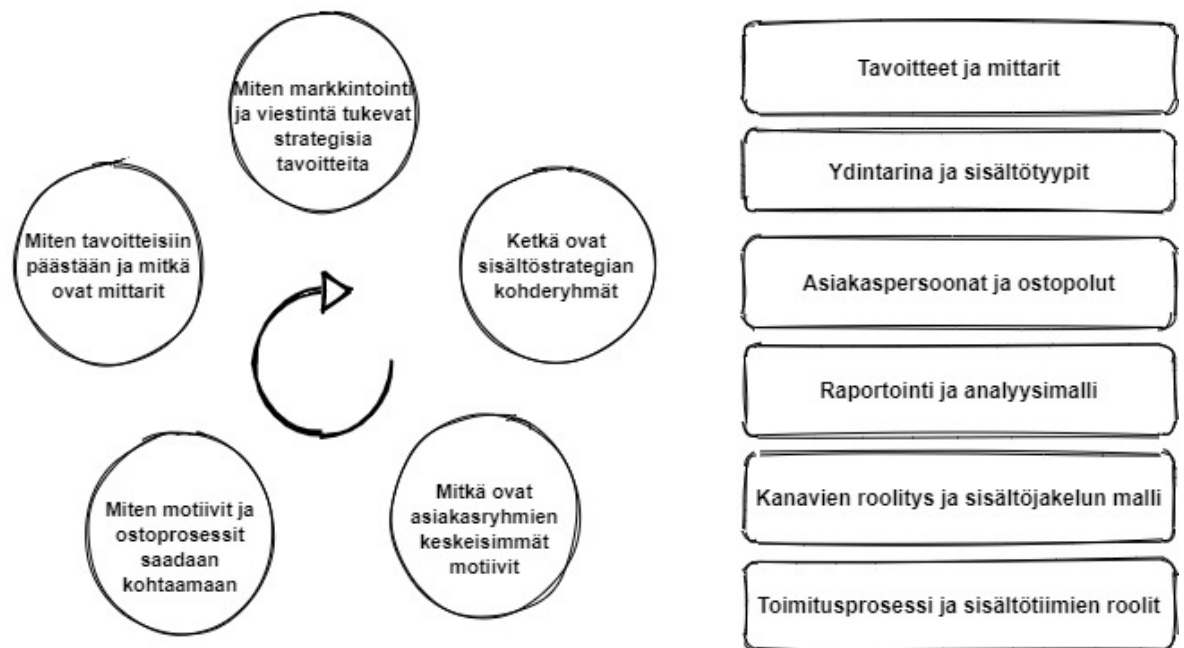 Miten markkintointi
ja viestintä tukevat
strategisia
tavoitteita
Ketkä ovat
sisältöstrategian
kohderyhmät
Mitkä ovat
asiakasryhmien
keskeisimmät
motiivit
Miten motiivit ja
ostoprosessit
saadaan
kohtaamaan
Miten tavoitteisiin
päästään ja mitkä
ovat mittarit
Tavoitteet ja mittarit
Ydintarina ja sisältötyypit
Asiakaspersoonat ja ostopolut
Raportointi ja analyysimalli
Kanavien roolitys ja sisältöjakelun malli
Toimitusprosessi ja sisältötiimien roolit